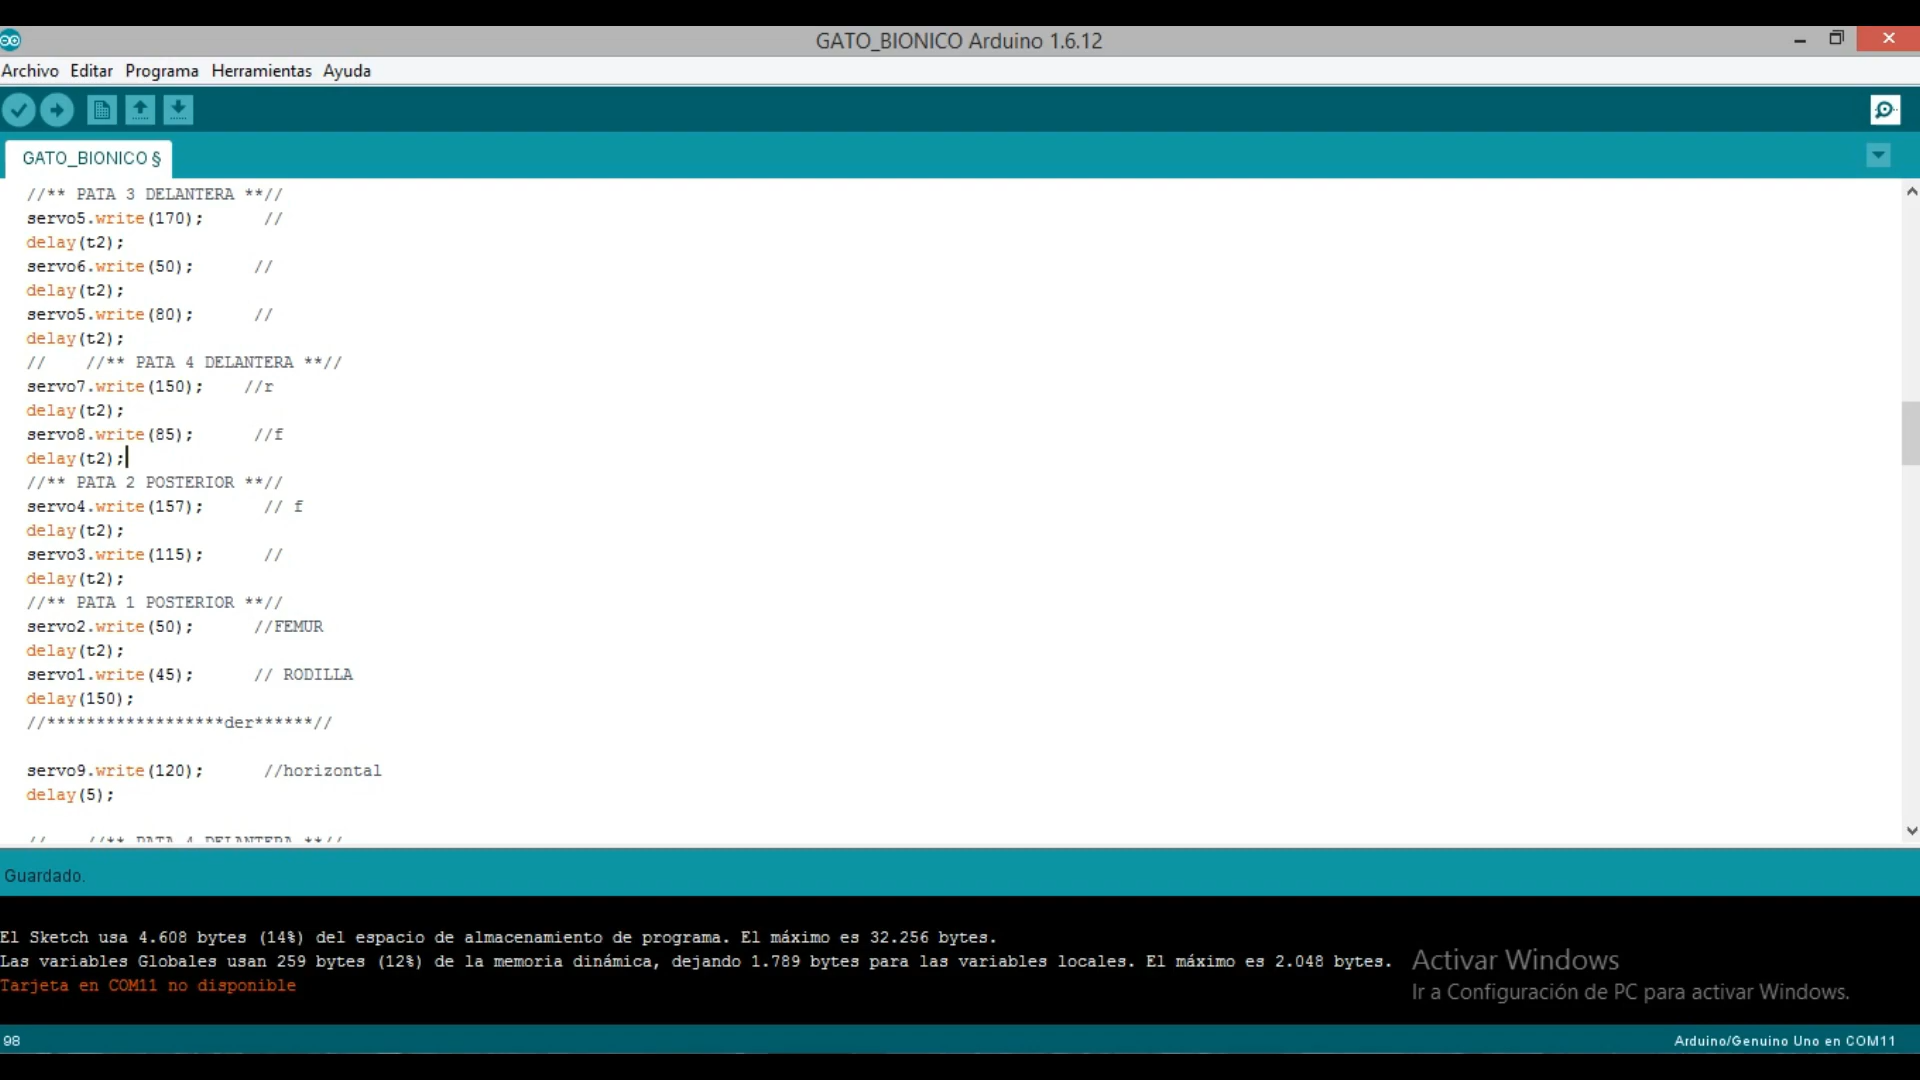 GATO_BIONICO Arduino 1.6.12
Archivo Editar Programa Herramientas Ayuda
GATO_BIONICO §
//** PATA 3 DELANTERA **//
servo5.write(170);      //
delay(t2);
servo6.write(50);      //
delay(t2);
servo5.write(80);      //
delay(t2);
//    //** PATA 4 DELANTERA **//
servo7.write(150);    //r
delay(t2);
servo8.write(85);      //f
delay(t2);
//** PATA 2 POSTERIOR **//
servo4.write(157);      // f
delay(t2);
servo3.write(115);      //
delay(t2);
//** PATA 1 POSTERIOR **//
servo2.write(50);      //FEMUR
delay(t2);
servo1.write(45);      // RODILLA
delay(150);
//******************der******//
servo9.write(120);      //horizontal
delay(5);
//    //** PATA 4 DELANTERA **//
Guardado.
El Sketch usa 4.608 bytes (14%) del espacio de almacenamiento de programa. El máximo es 32.256 bytes.
Las variables Globales usan 259 bytes (12%) de la memoria dinámica, dejando 1.789 bytes para las variables locales. El máximo es 2.048 bytes.
Tarjeta en COM11 no disponible
Activar Windows
Ir a Configuración de PC para activar Windows.
98
Arduino/Genuino Uno en COM11